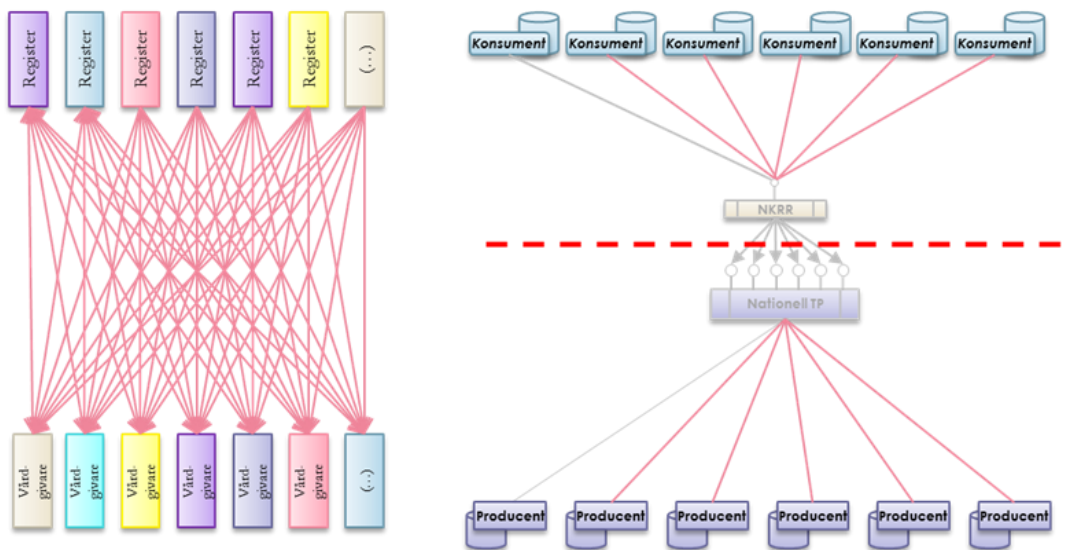 Register
Register
Register
Register
Register
Register
(…)
Vård-
givare
Vård-
givare
Vård-
givare
Vård-
givare
Vård-
givare
Vård-
givare
(…)
Konsument
Konsument
Konsument
Konsument
Konsument
Konsument
NKRR
Nationell TP
Producent
Producent
Producent
Producent
Producent
Producent